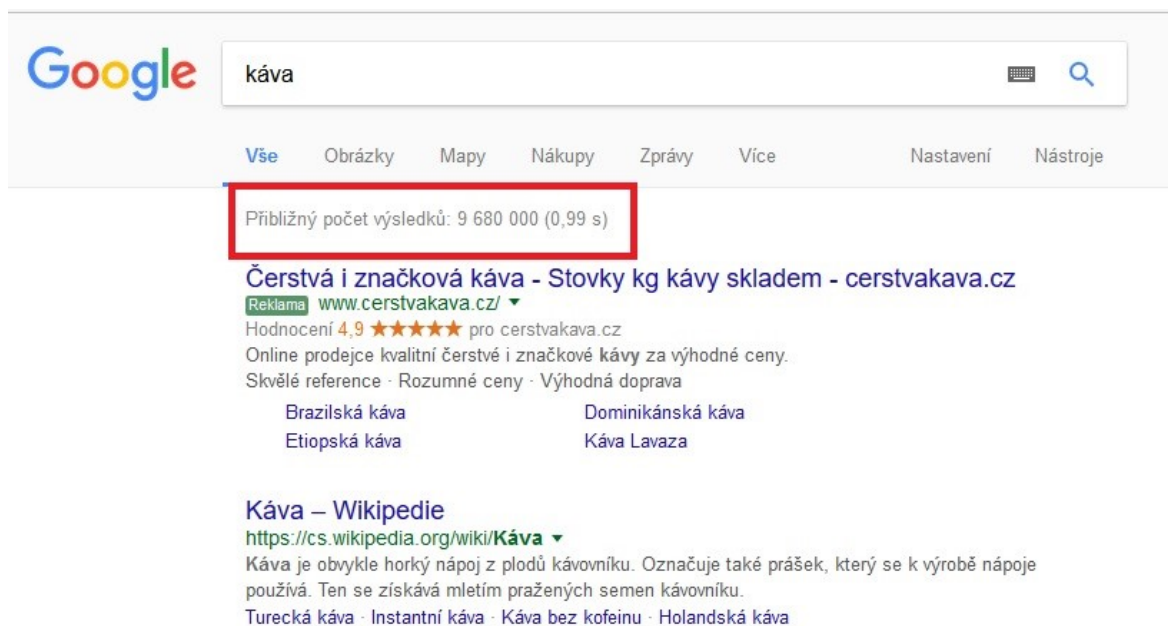 Google
káva
Vše Obrázky Mapy Nákupy Zprávy Více Nastavení Nástroje
Přibližný počet výsledků: 9 680 000 (0,99 s)
Čerstvá i značková káva - Stovky kg kávy skladem - cerstvakava.cz
Reklama www.cerstvakava.cz/
Hodnocení 4,9 ★★★★★ pro cerstvakava.cz
Online prodejce kvalitní čerstvé i značkové kávy za výhodné ceny.
Skvělé reference · Rozumné ceny · Výhodná doprava
Brazilská káva Dominikánská káva
Etiopská káva Káva Lavaza
Káva – Wikipedie
https://cs.wikipedia.org/wiki/Káva
Káva je obvykle horký nápoj z plodů kávovníku. Označuje také prášek, který se k výrobě nápoje
používá. Ten se získává mletím pražených semen kávovníku.
Turecká káva · Instantní káva · Káva bez kofeinu · Holandská káva